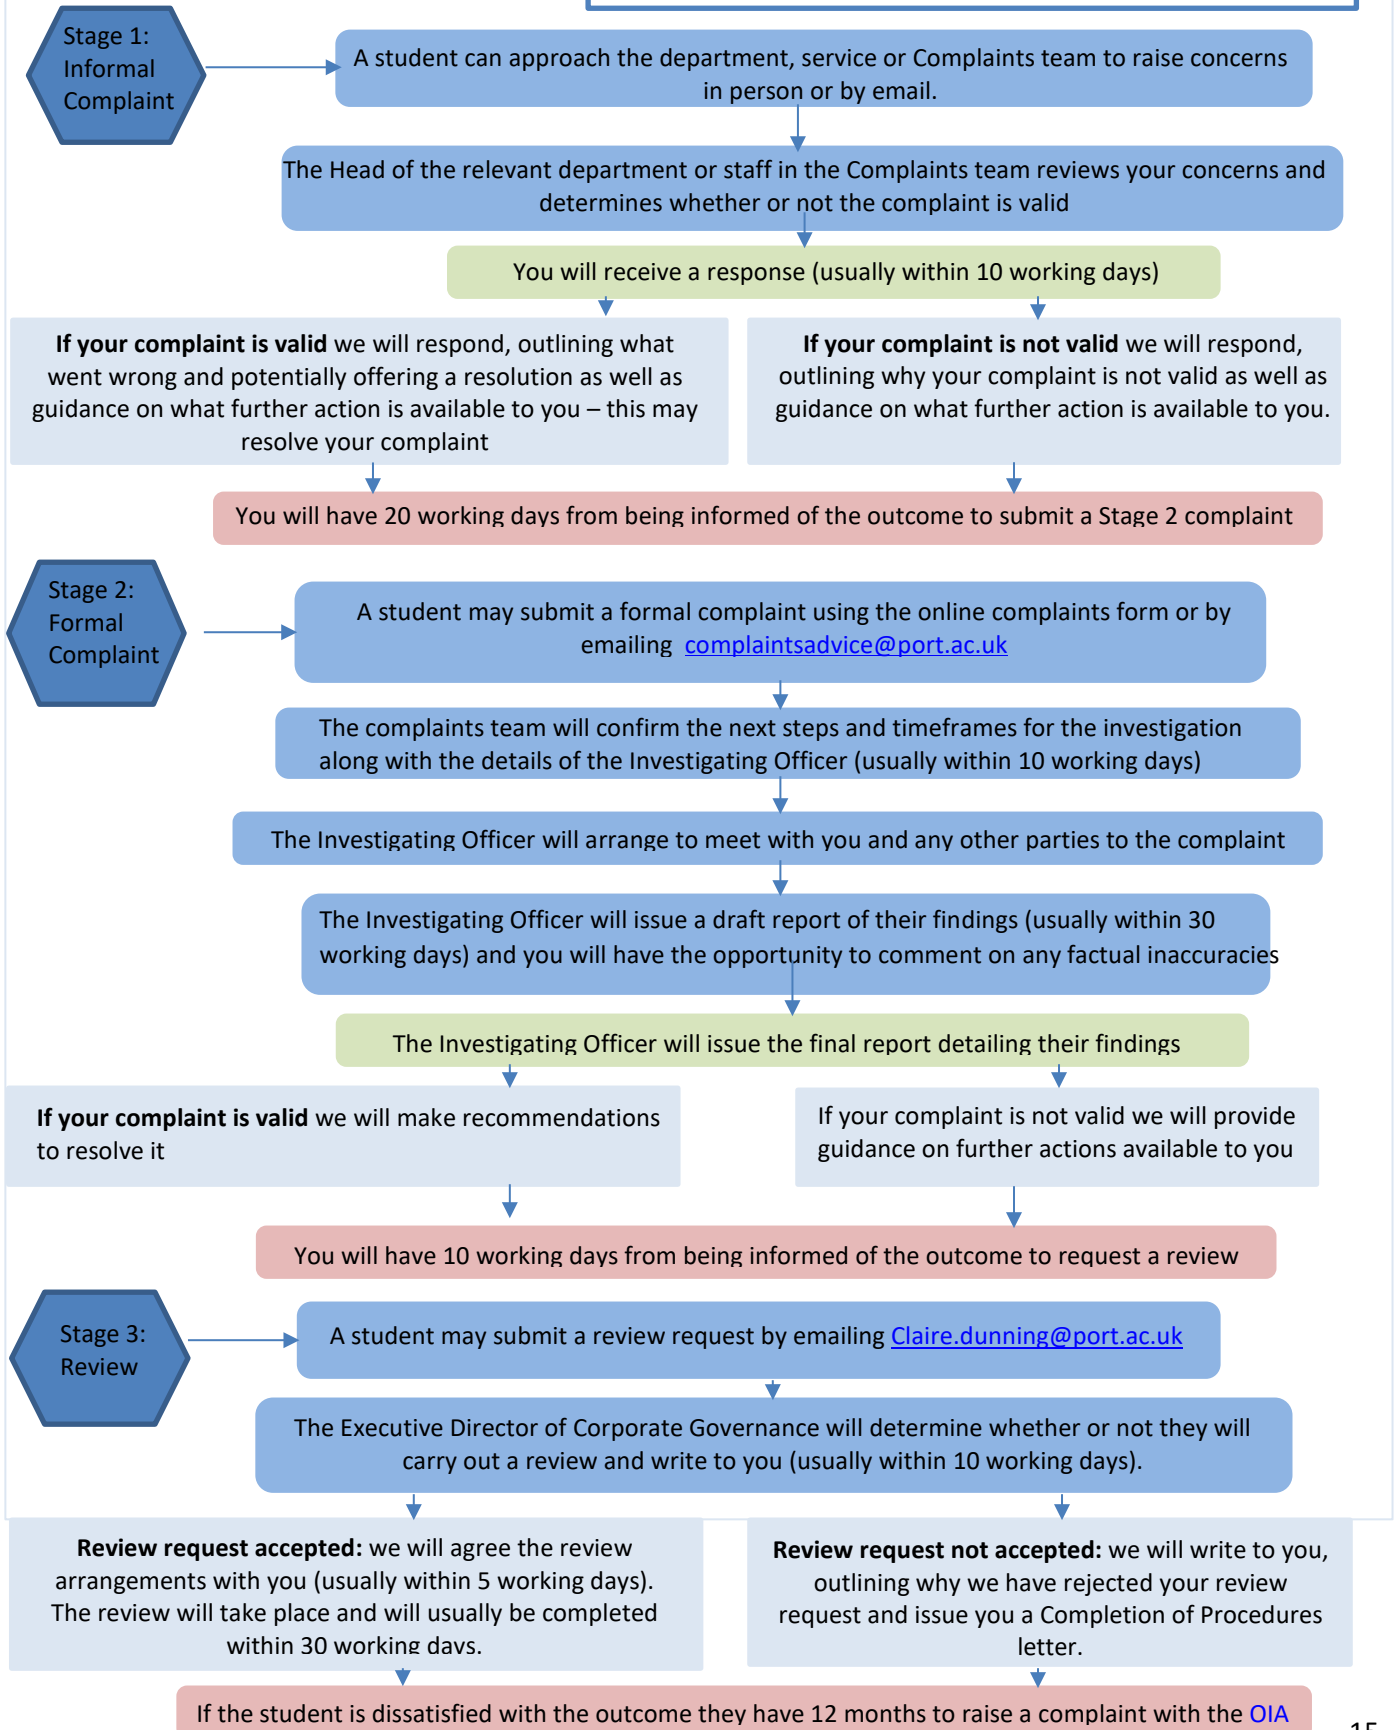 Stage 1:
Informal
Complaint
A student can approach the department, service or Complaints team to raise concerns
in person or by email.
The Head of the relevant department or staff in the Complaints team reviews your concerns and
determines whether or not the complaint is valid
You will receive a response (usually within 10 working days)
If your complaint is valid we will respond, outlining what
went wrong and potentially offering a resolution as well as
guidance on what further action is available to you – this may
resolve your complaint
If your complaint is not valid we will respond,
outlining why your complaint is not valid as well as
guidance on what further action is available to you.
You will have 20 working days from being informed of the outcome to submit a Stage 2 complaint
Stage 2:
Formal
Complaint
A student may submit a formal complaint using the online complaints form or by
emailing complaintsadvice@port.ac.uk
The complaints team will confirm the next steps and timeframes for the investigation
along with the details of the Investigating Officer (usually within 10 working days)
The Investigating Officer will arrange to meet with you and any other parties to the complaint
The Investigating Officer will issue a draft report of their findings (usually within 30
working days) and you will have the opportunity to comment on any factual inaccuracies
The Investigating Officer will issue the final report detailing their findings
If your complaint is valid we will make recommendations
to resolve it
If your complaint is not valid we will provide
guidance on further actions available to you
You will have 10 working days from being informed of the outcome to request a review
Stage 3:
Review
A student may submit a review request by emailing Claire.dunning@port.ac.uk
The Executive Director of Corporate Governance will determine whether or not they will
carry out a review and write to you (usually within 10 working days).
Review request accepted: we will agree the review
arrangements with you (usually within 5 working days).
The review will take place and will usually be completed
within 30 working days.
Review request not accepted: we will write to you,
outlining why we have rejected your review
request and issue you a Completion of Procedures
letter.
If the student is dissatisfied with the outcome they have 12 months to raise a complaint with the OIA